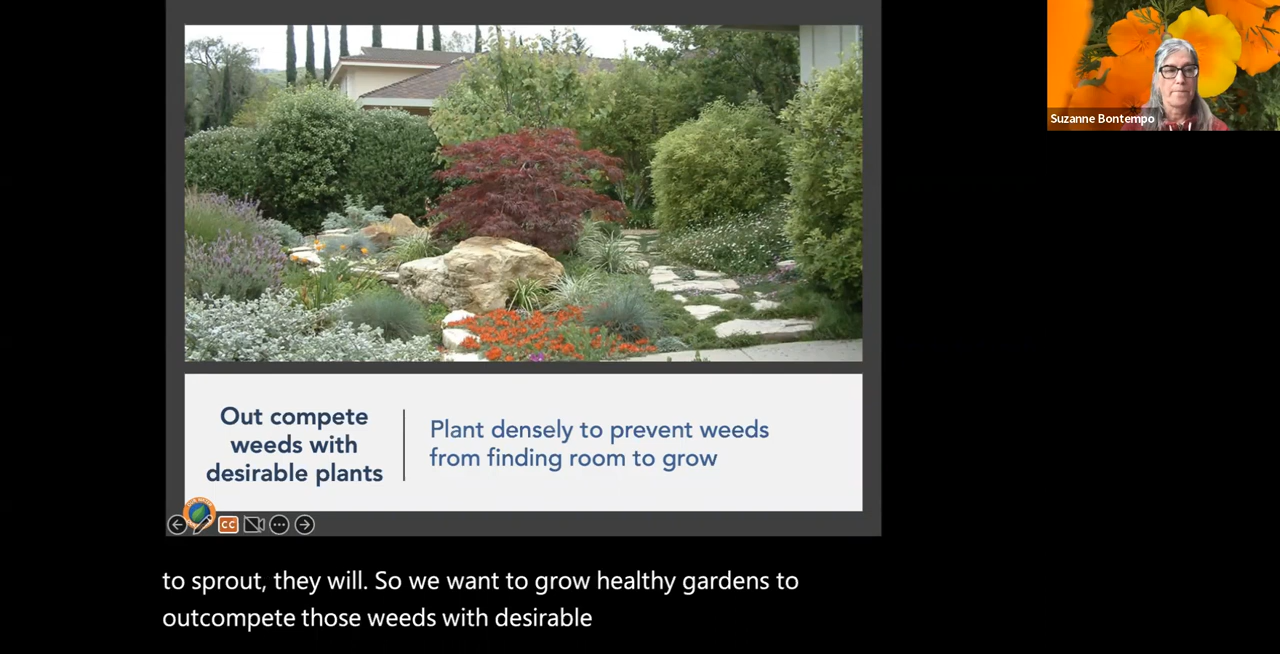 Suzanne Bontempo
Out compete
weeds with
desirable plants
Plant densely to prevent weeds
from finding room to grow
CC
to sprout, they will. So we want to grow healthy gardens to
outcompete those weeds with desirable